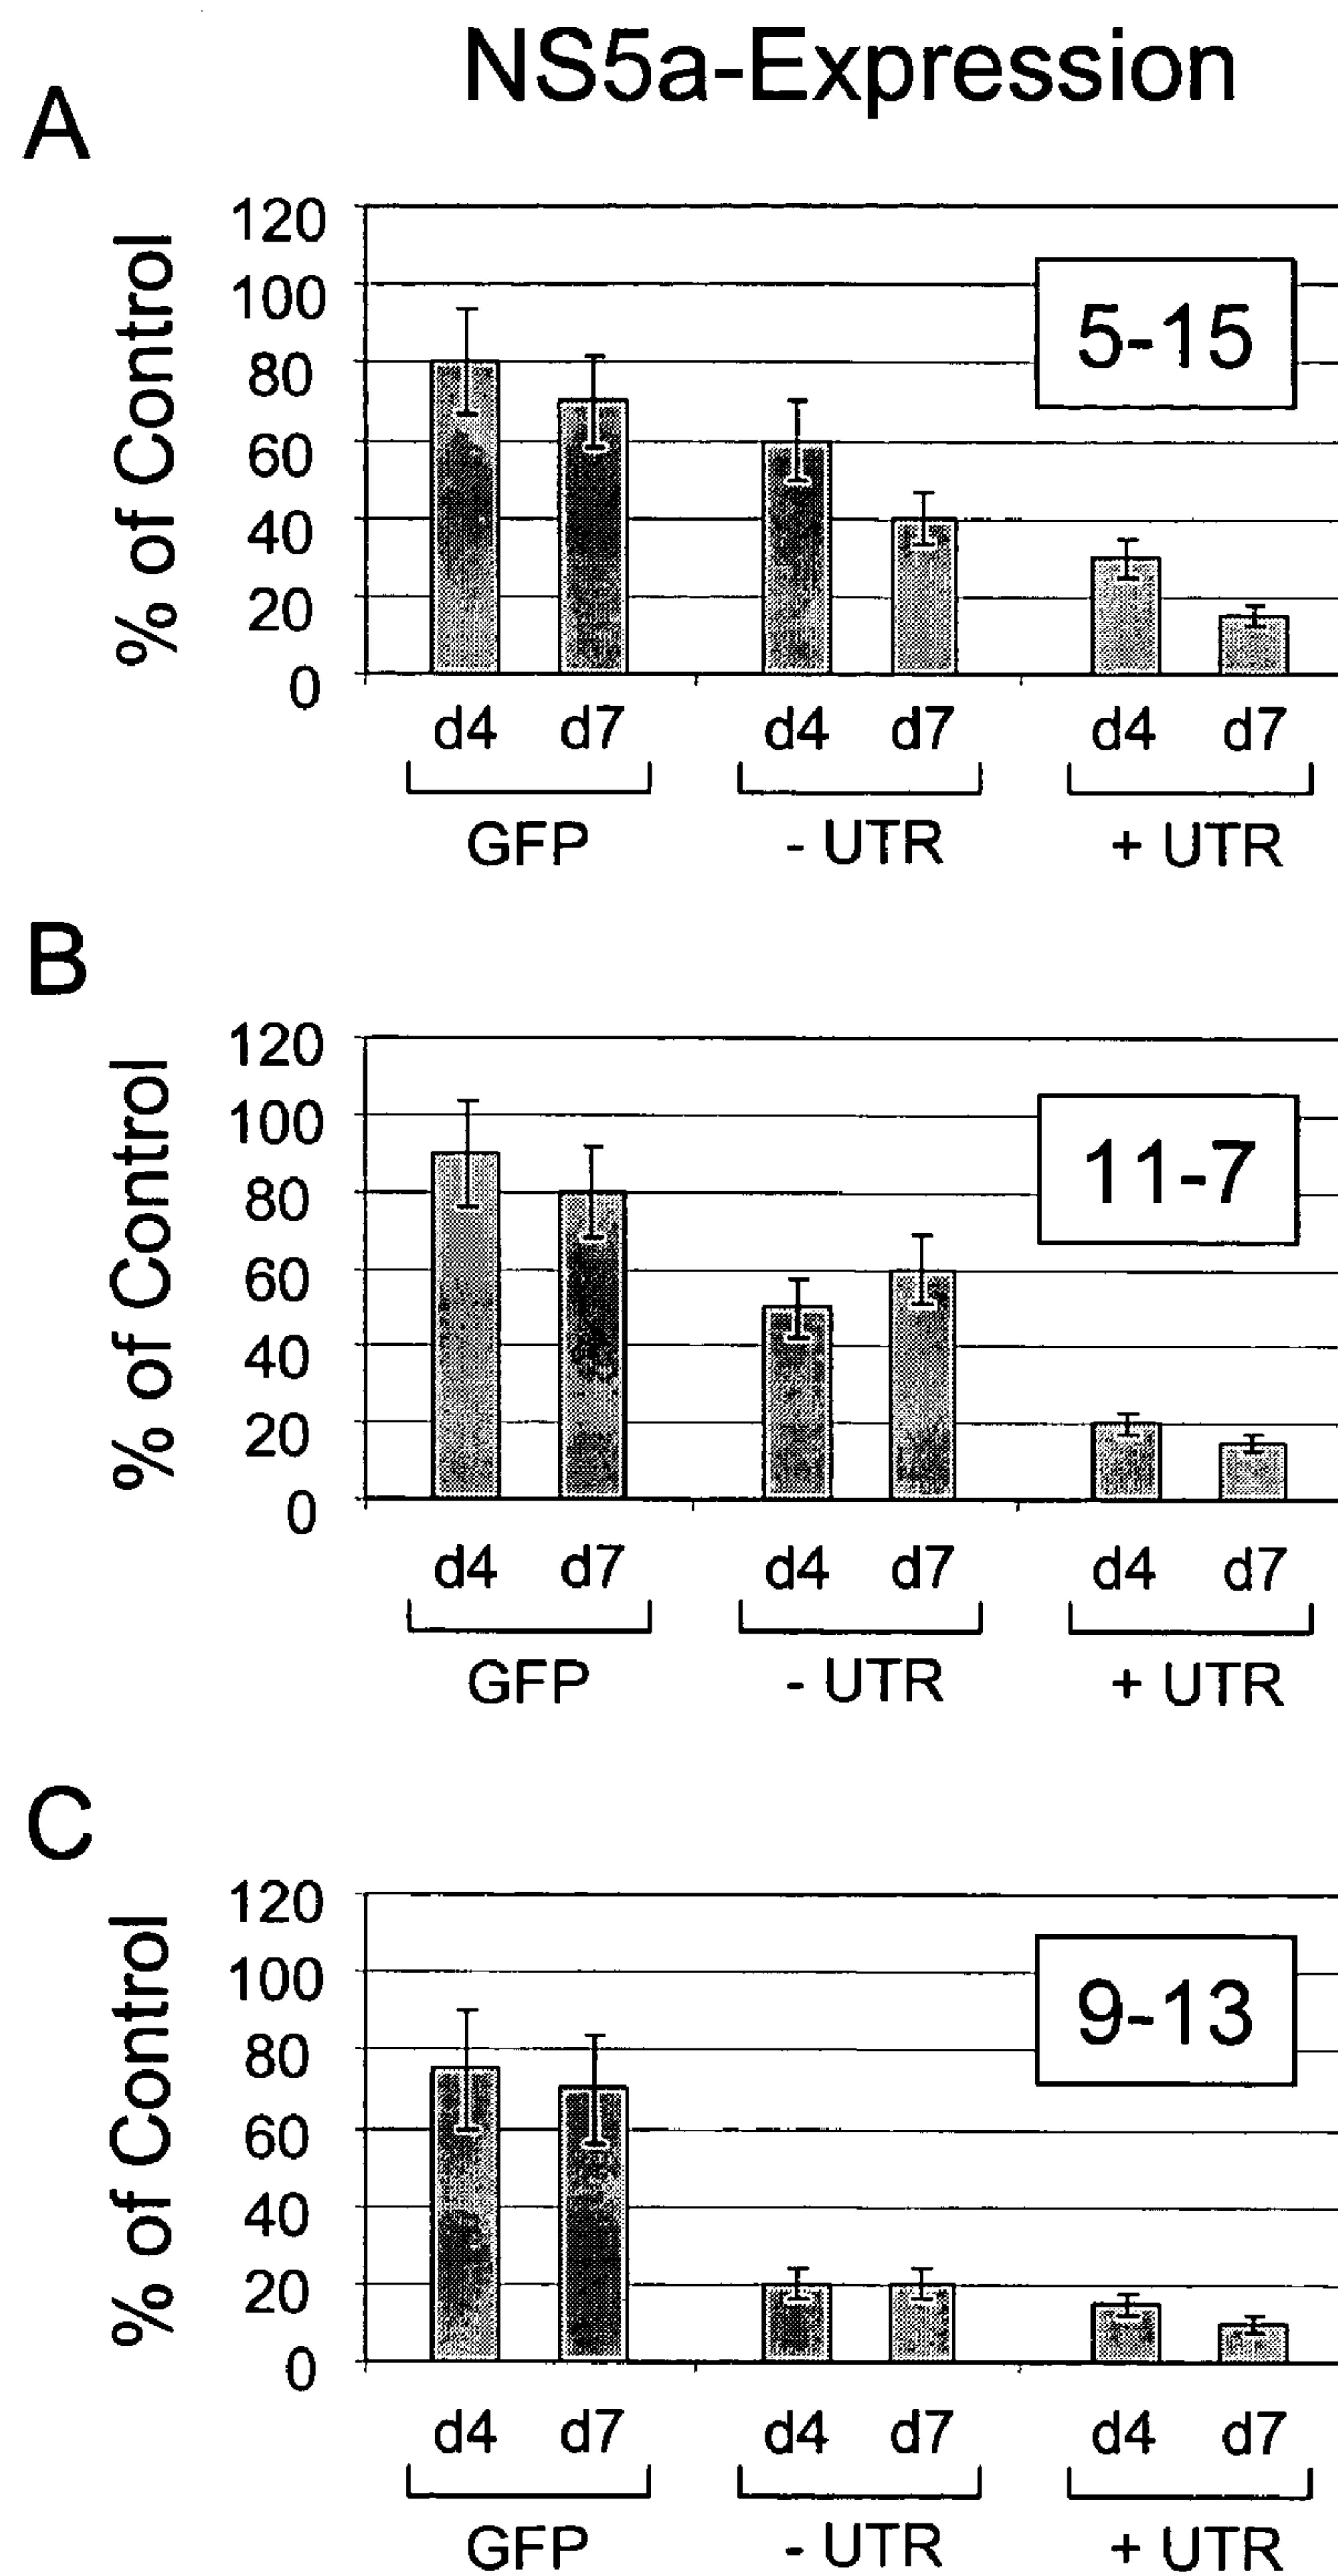 NS5a-Expression
A
% of Control
120
100
80
60
40
20
0
5-15
d4 d7 d4 d7 d4 d7
GFP - UTR + UTR
B
% of Control
120
100
80
60
40
20
0
11-7
d4 d7 d4 d7 d4 d7
GFP - UTR + UTR
C
% of Control
120
100
80
60
40
20
0
9-13
d4 d7 d4 d7 d4 d7
GFP - UTR + UTR